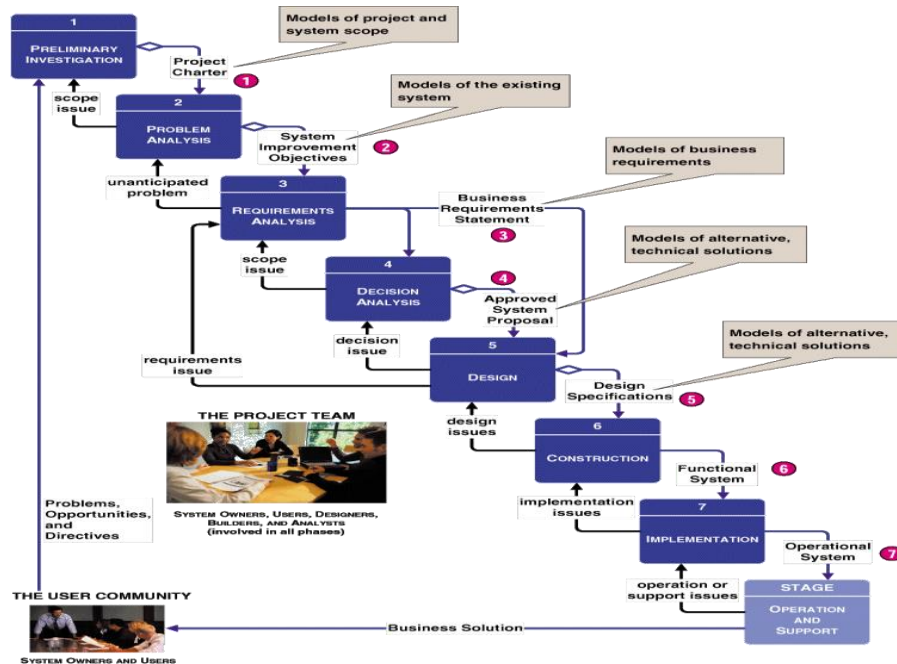 1
PRELIMINARY
INVESTIGATION
Models of project and
system scope
Project
Charter
1
scope
issue
2
PROBLEM
ANALYSIS
Models of the existing
system
System
Improvement
Objectives
2
unanticipated
problem
3
REQUIREMENTS
ANALYSIS
Models of business
requirements
Business
Requirements
Statement
3
scope
issue
4
DECISION
ANALYSIS
4
Models of alternative,
technical solutions
Approved
System
Proposal
decision
issue
requirements
issue
5
DESIGN
Models of alternative,
technical solutions
Design
Specifications
5
design
issues
6
CONSTRUCTION
Functional
System
6
THE PROJECT TEAM
SYSTEM OWNERS, USERS, DESIGNERS,
BUILDERS, AND ANALYSTS
(involved in all phases)
implementation
issues
7
IMPLEMENTATION
Operational
System
7
Problems,
Opportunities,
and
Directives
operation or
support issues
STAGE
OPERATION
AND
SUPPORT
THE USER COMMUNITY
Business Solution
SYSTEM OWNERS AND USERS